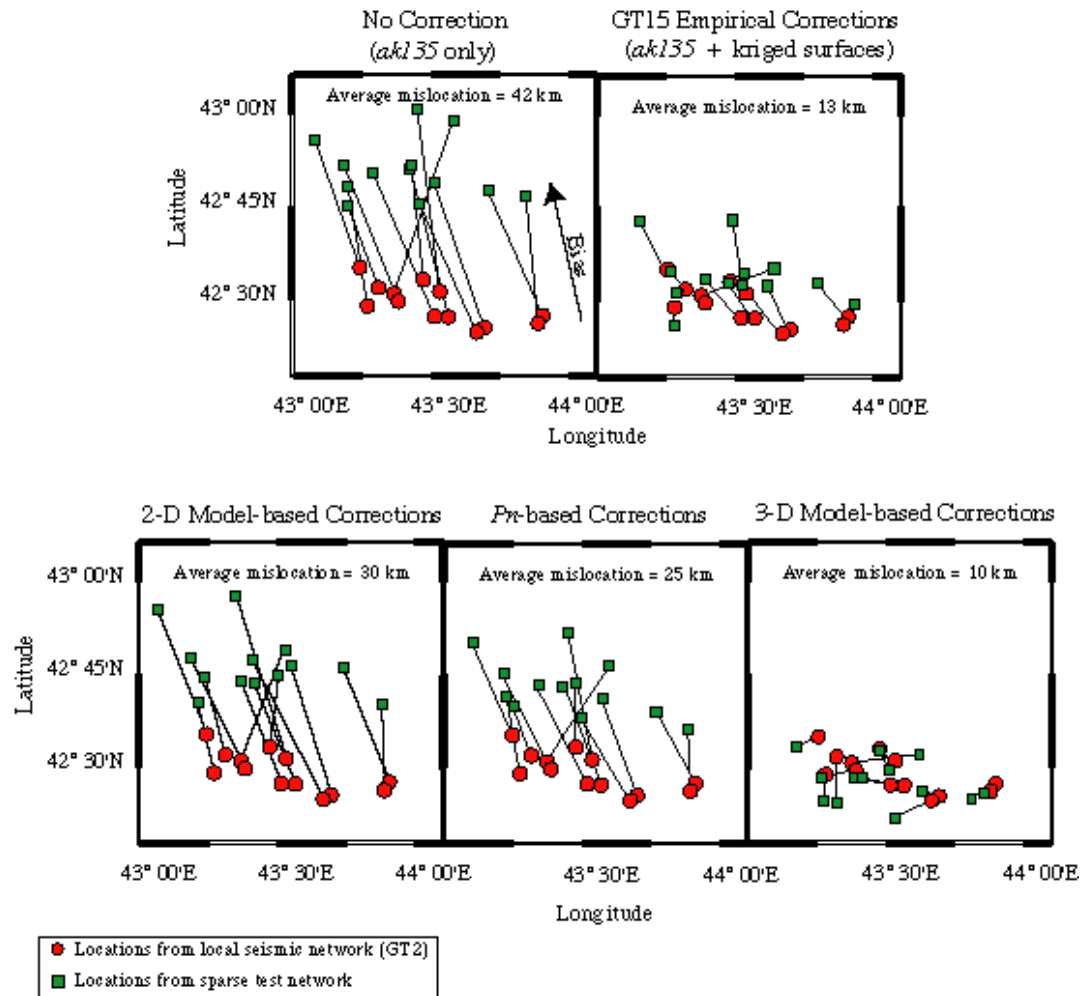 No Correction
(ak135 only)
GT15 Empirical Corrections
(ak135 + kriged surfaces)
Average mislocation = 42 km
Average mislocation = 13 km
43° 00'N
42° 45'N
42° 30'N
Latitude
Bias
43° 00'E
43° 30'E
44° 00'E
43° 30'E
44° 00'E
Longitude
2-D Model-based Corrections
Pn-based Corrections
3-D Model-based Corrections
Average mislocation = 30 km
Average mislocation = 25 km
Average mislocation = 10 km
43° 00'N
42° 45'N
42° 30'N
Latitude
43° 00'E
43° 30'E
44° 00'E
43° 30'E
44° 00'E
43° 30'E
44° 00'E
Longitude
Locations from local seismic network (GT2)
Locations from sparse test network